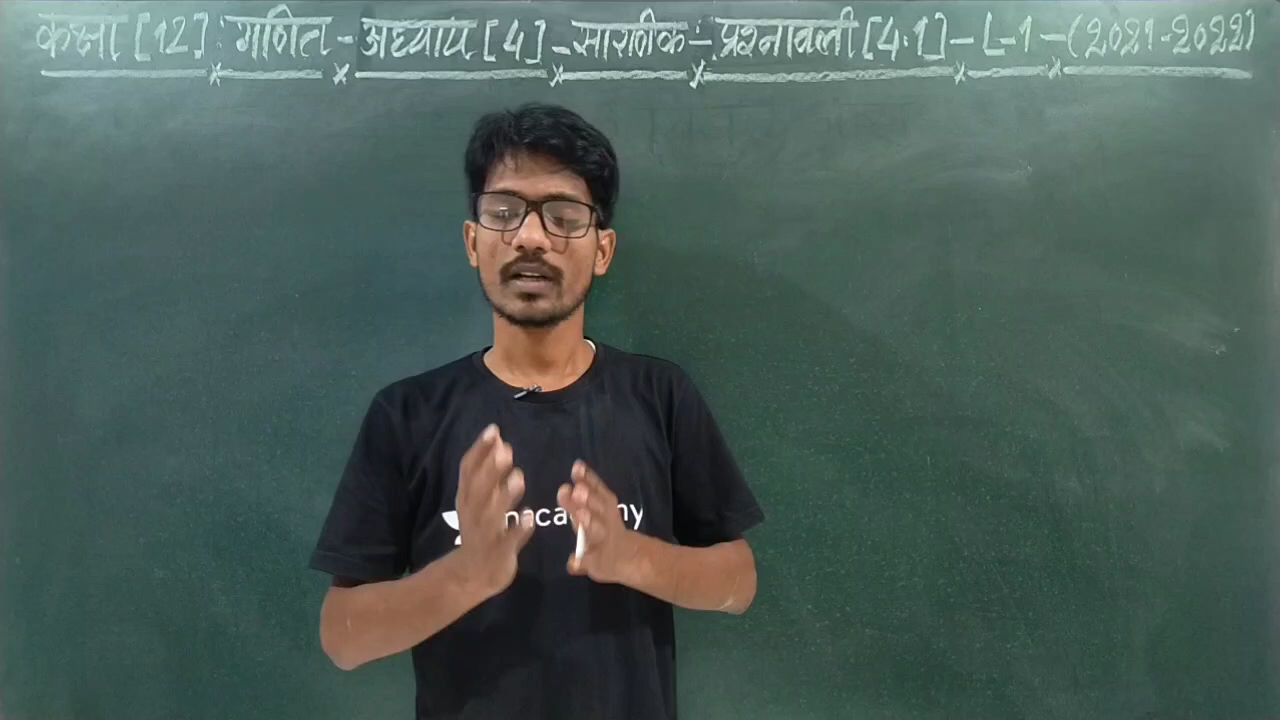 कक्षा [12] गणित - अध्याय [4] - सारणीक - प्रश्नावली [4.1] - L-1 - (2021-2022)